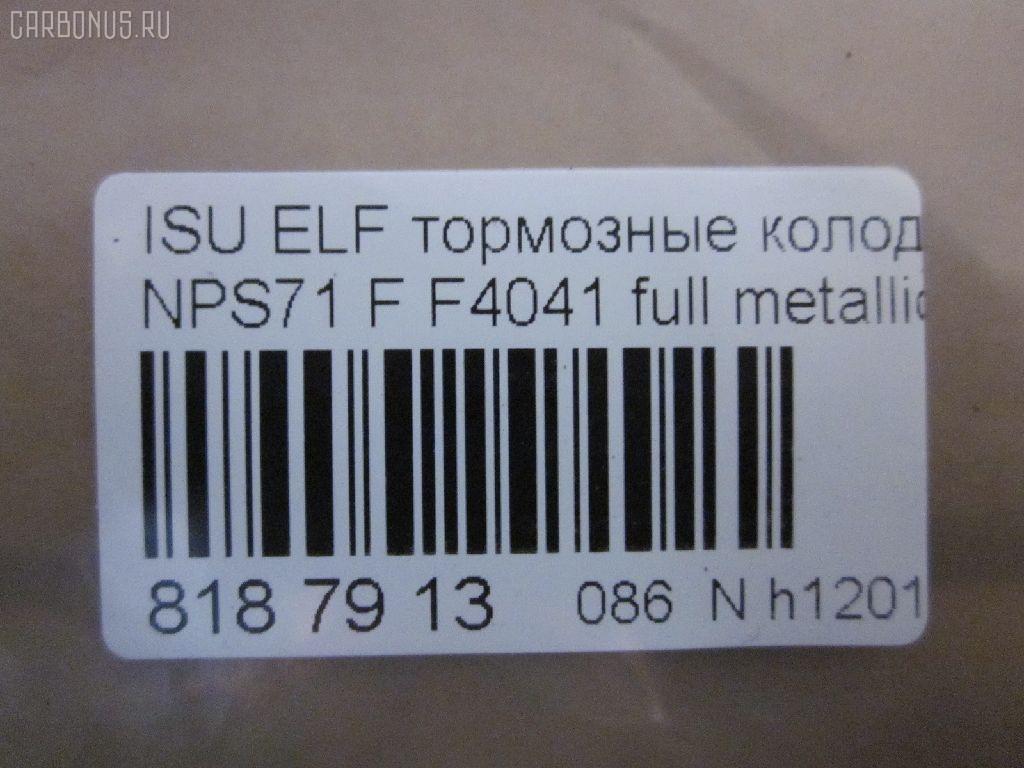 CARBONUS.RU
ISU ELF тормозные колод
NPS71 F F4041 full metallic
818 79 13 086 N h1201